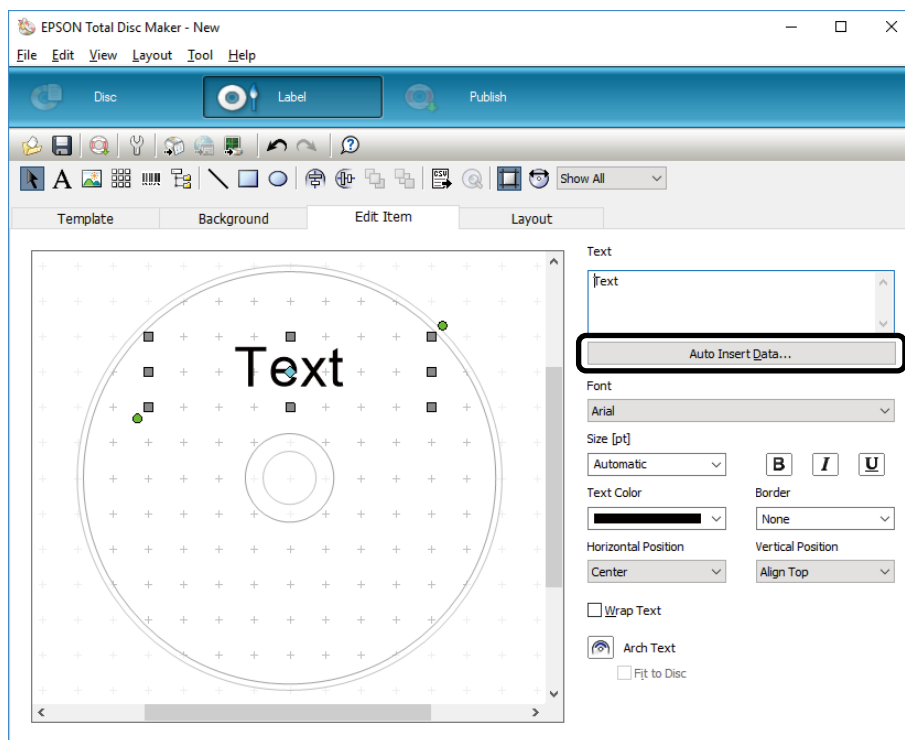 EPSON Total Disc Maker - New
File Edit View Layout Tool Help
Disc Label Publish
A CSV Show All
Template Background Edit Item Layout
Text
Text
Text
Auto Insert Data...
Font
Arial
Size [pt]
Automatic B I U
Text Color Border
None
Horizontal Position Vertical Position
Center Align Top
Wrap Text
Arch Text
Fit to Disc